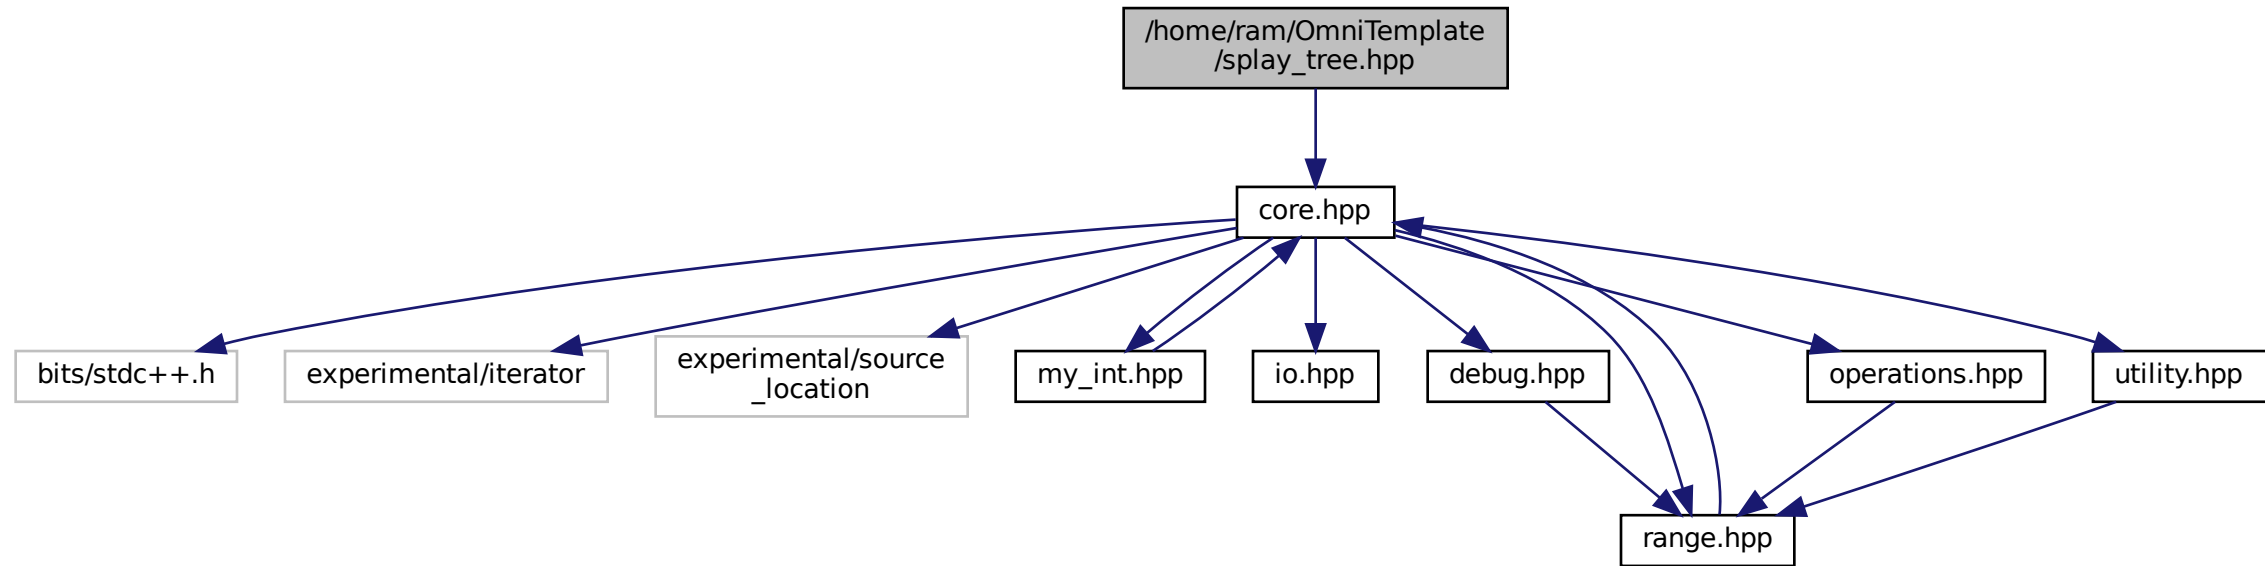 /home/ram/OmniTemplate
/splay_tree.hpp
core.hpp
bits/stdc++.h
experimental/iterator
experimental/source
_location
my_int.hpp
io.hpp
debug.hpp
operations.hpp
utility.hpp
range.hpp